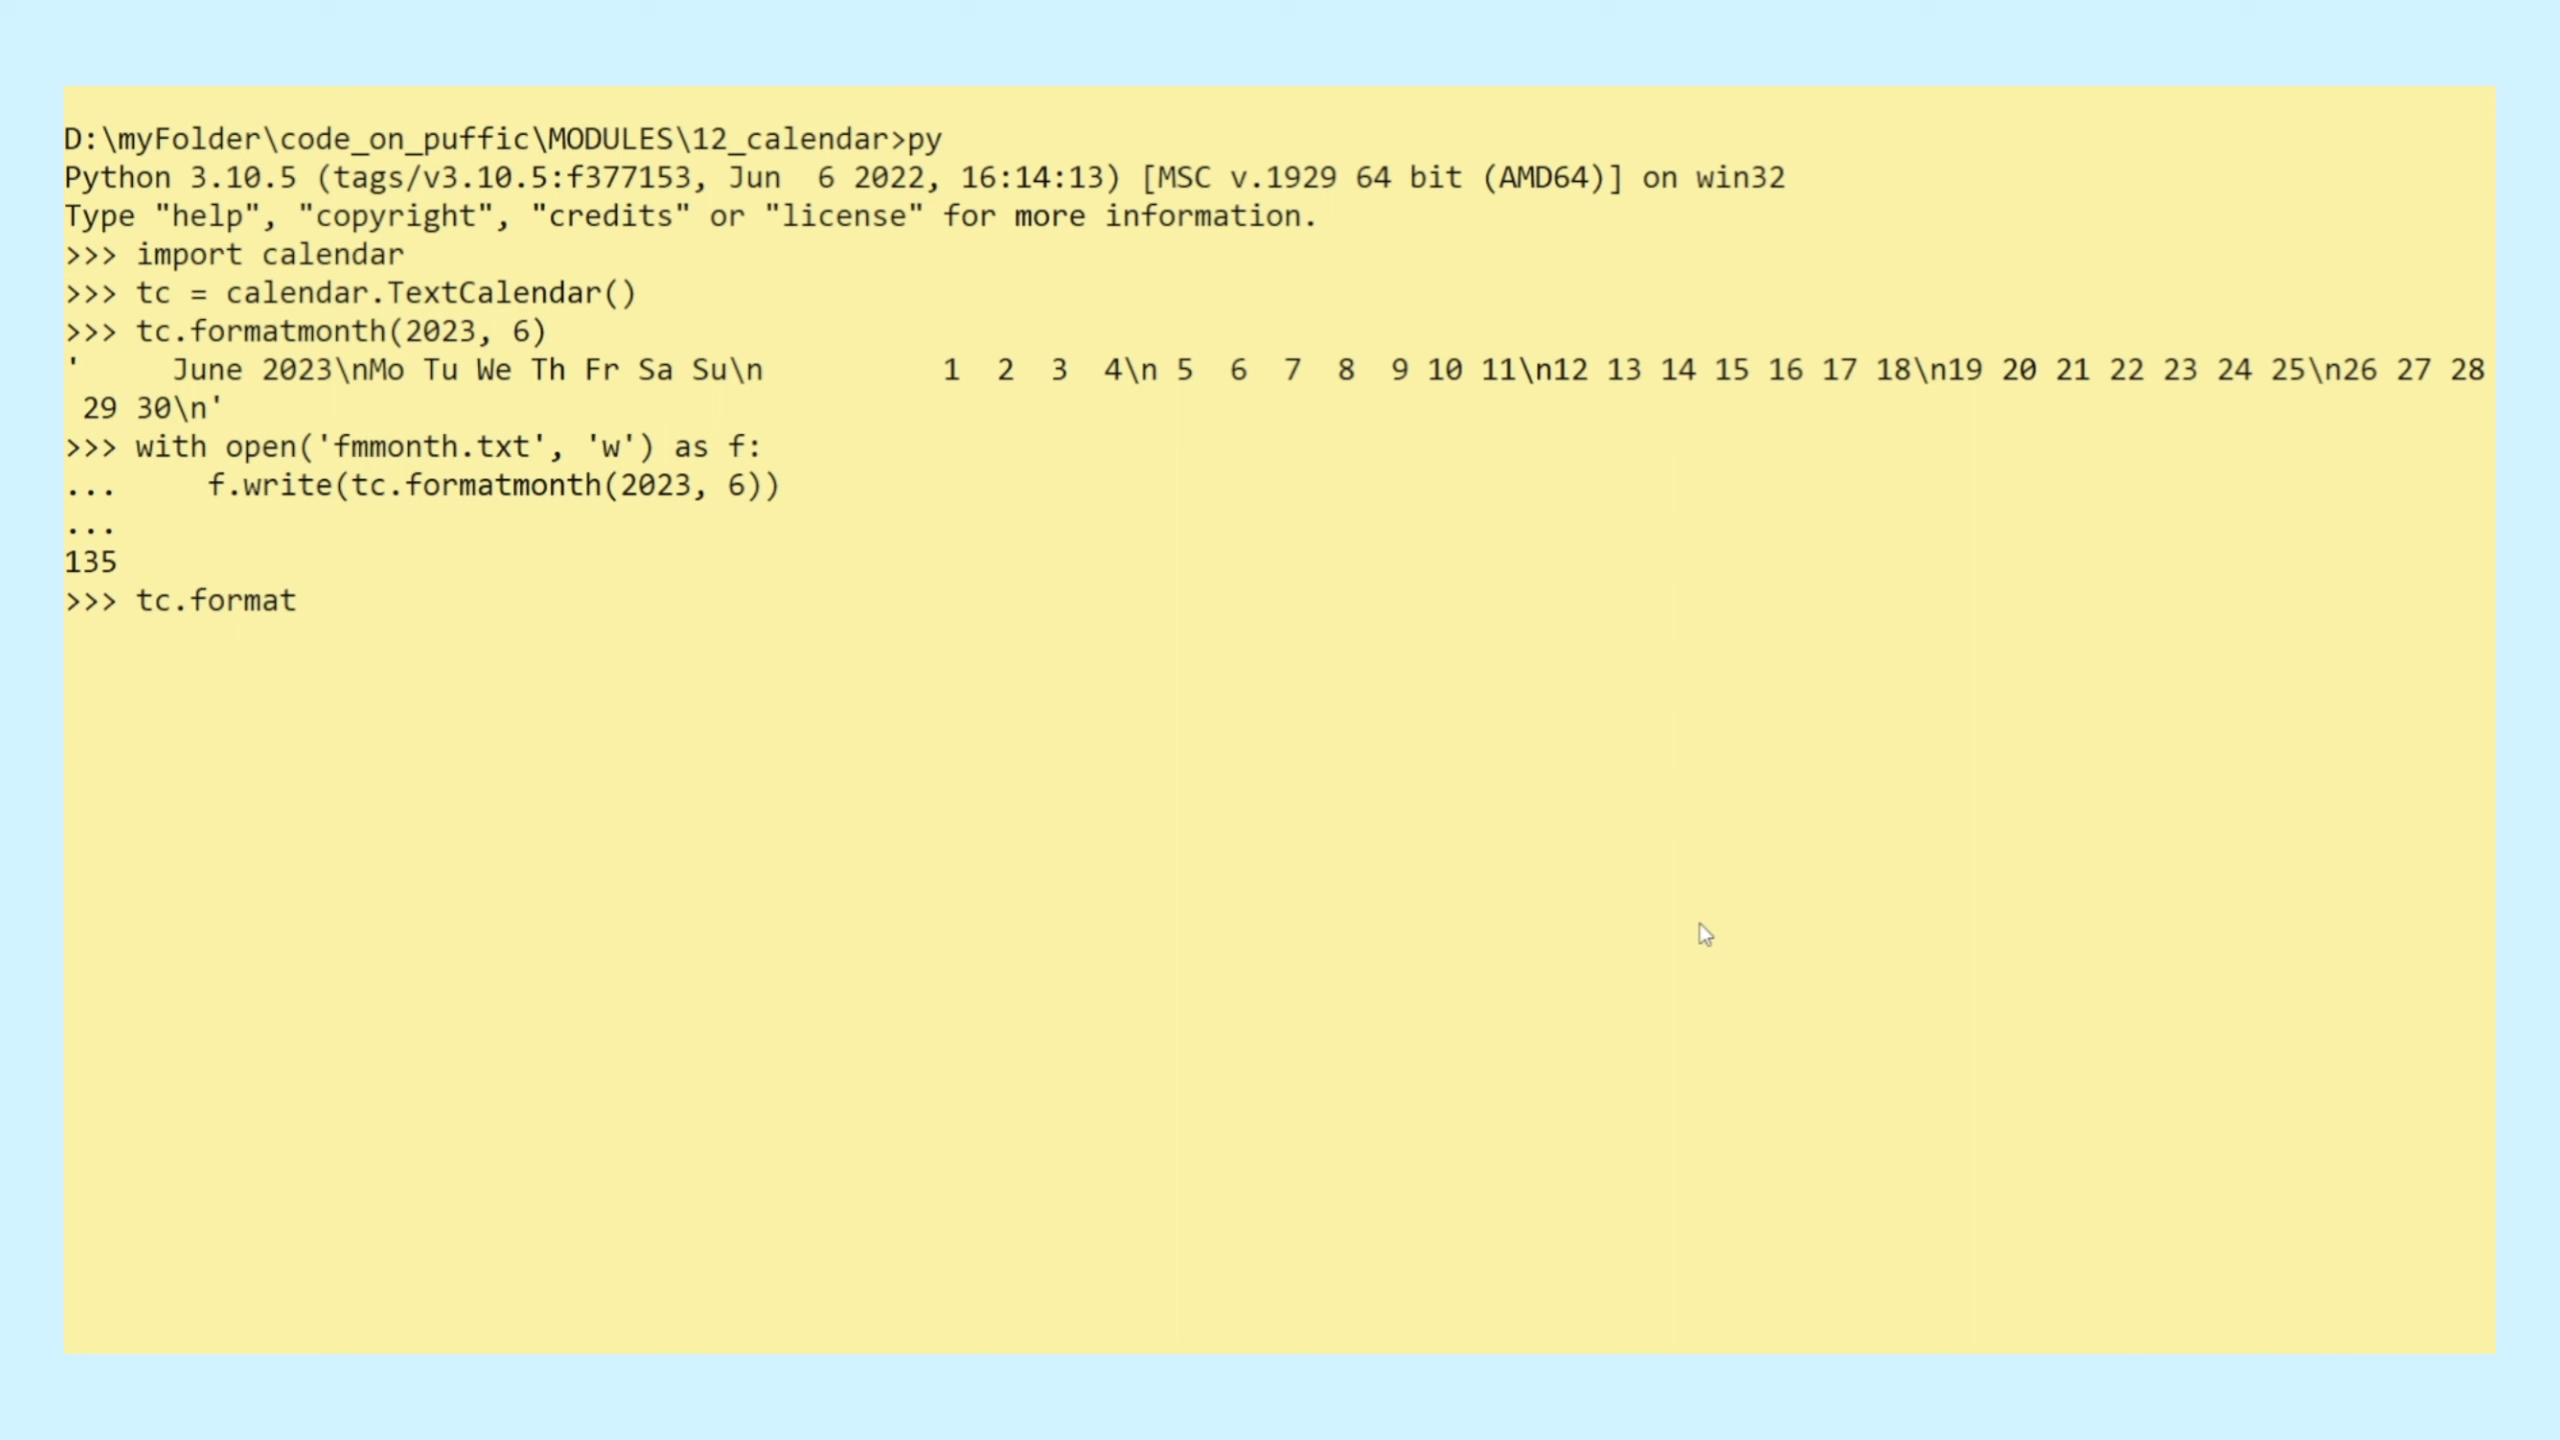 D:\myFolder\code_on_puffic\MODULES\12_calendar>py
Python 3.10.5 (tags/v3.10.5:f377153, Jun  6 2022, 16:14:13) [MSC v.1929 64 bit (AMD64)] on win32
Type "help", "copyright", "credits" or "license" for more information.
>>> import calendar
>>> tc = calendar.TextCalendar()
>>> tc.formatmonth(2023, 6)
'     June 2023\nMo Tu We Th Fr Sa Su\n          1  2  3  4\n 5  6  7  8  9 10 11\n12 13 14 15 16 17 18\n19 20 21 22 23 24 25\n26 27 28
 29 30\n'
>>> with open('fmmonth.txt', 'w') as f:
...     f.write(tc.formatmonth(2023, 6))
...
135
>>> tc.format